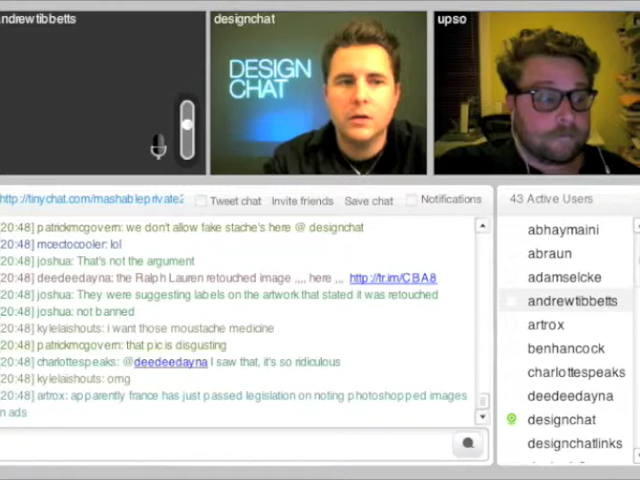 andrewtibbetts
designchat
upso
DESIGN
CHAT
http://tinychat.com/mashableprivate2
Tweet chat Invite friends Save chat Notifications
43 Active Users
[20:48] patrickmcgovern: we don't allow fake stache's here @ designchat
[20:48] mcectocooler: lol
[20:48] joshua: That's not the argument
[20:48] deedeedayna: the Ralph Lauren retouched image ,,,, here ,,, http://tr.im/CBA8
[20:48] joshua: They were suggesting labels on the artwork that stated it was retouched
[20:48] joshua: not banned
[20:48] kylelaishouts: i want those moustache medicine
[20:48] patrickmcgovern: that pic is disgusting
[20:48] charlottespeaks: @deedeedayna I saw that, it's so ridiculous
[20:48] kylelaishouts: omg
[20:48] artrox: apparently france has just passed legislation on noting photoshopped images
in ads
abhaymaini
abraun
adamselcke
andrewtibbetts
artrox
benhancock
charlottespeaks
deedeedayna
designchat
designchatlinks